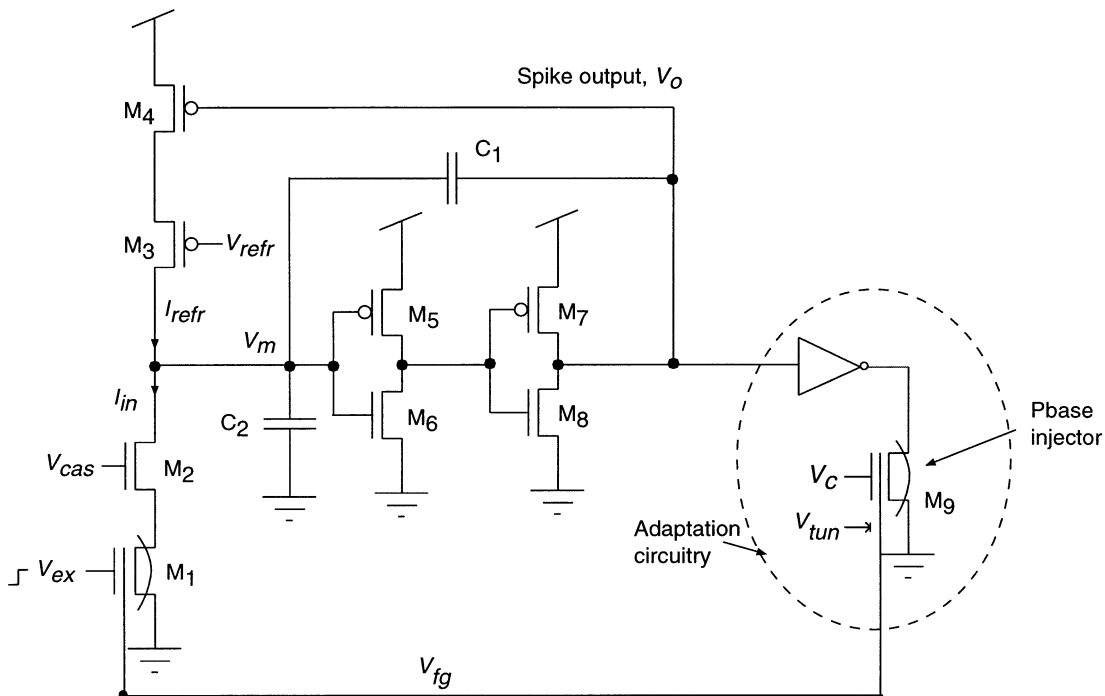 Spike output, Vo
M4
C1
M3
Vrefr
Irefr
M5
M7
Vm
Iin
C2
M6
M8
Pbase
injector
Vcas
M2
Vc
M9
Vtun
Adaptation
circuitry
Vex
M1
Vfg